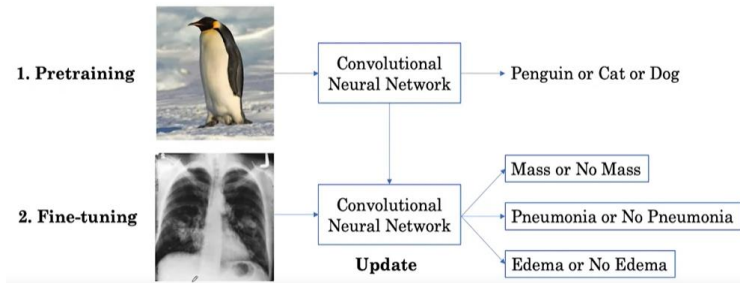 1. Pretraining
Convolutional
Neural Network
Penguin or Cat or Dog
2. Fine-tuning
Convolutional
Neural Network
Update
Mass or No Mass
Pneumonia or No Pneumonia
Edema or No Edema